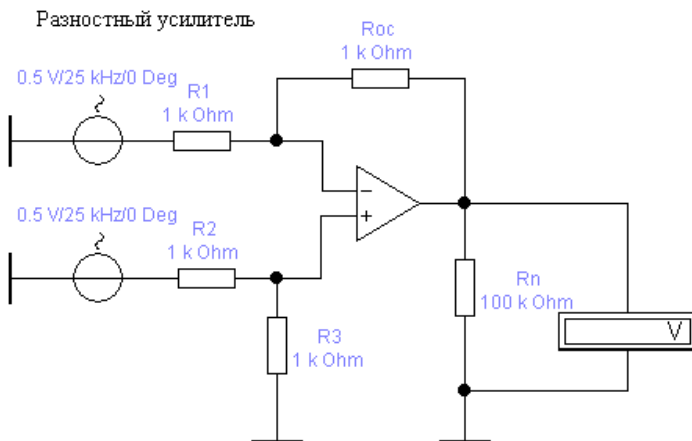 Разностный усилитель
Roc
1 k Ohm
0.5 V/25 kHz/0 Deg
R1
1 k Ohm
0.5 V/25 kHz/0 Deg
R2
1 k Ohm
Rn
100 k Ohm
V
R3
1 k Ohm